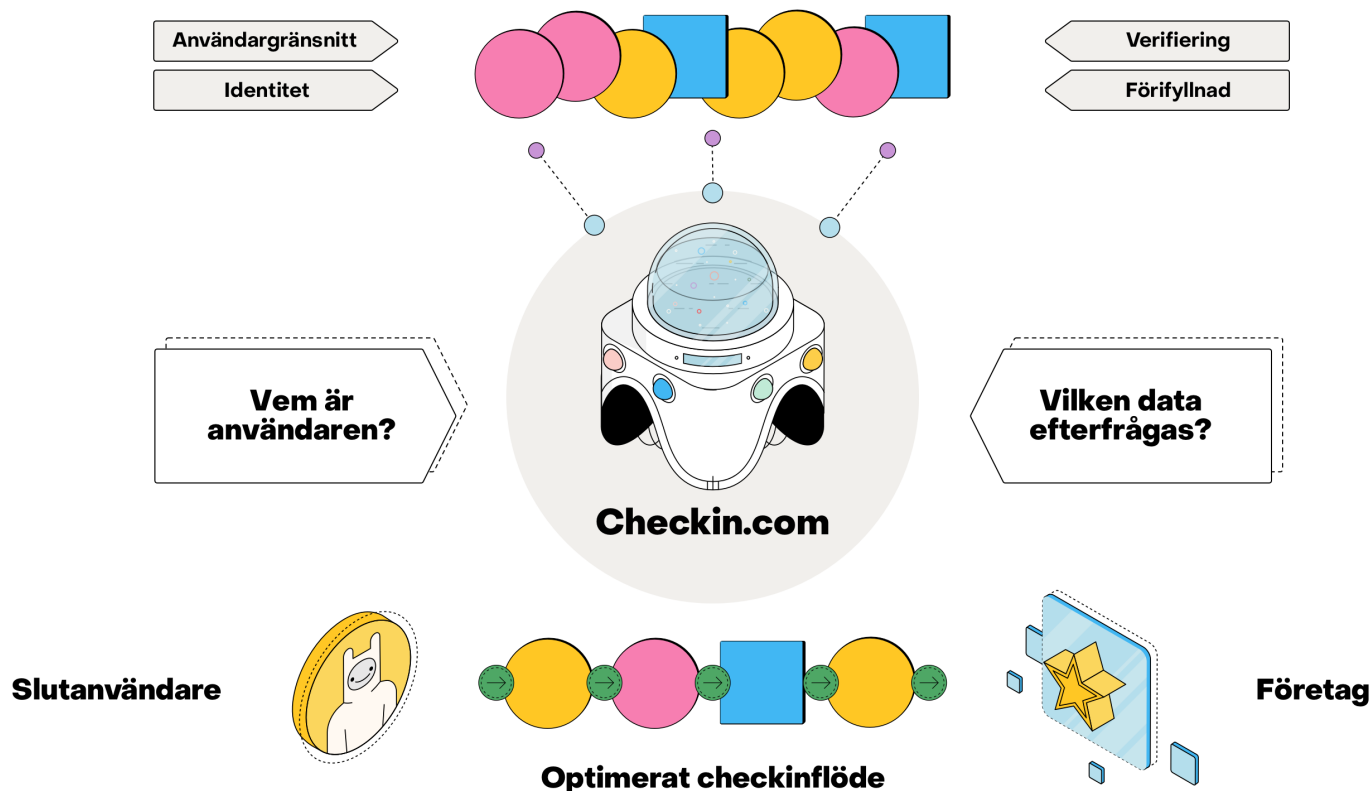 Användargränsnitt
Identitet
Verifiering
Förifyllnad
Vem är
användaren?
Vilken data
efterfrågas?
Checkin.com
Slutanvändare
Företag
Optimerat checkinflöde